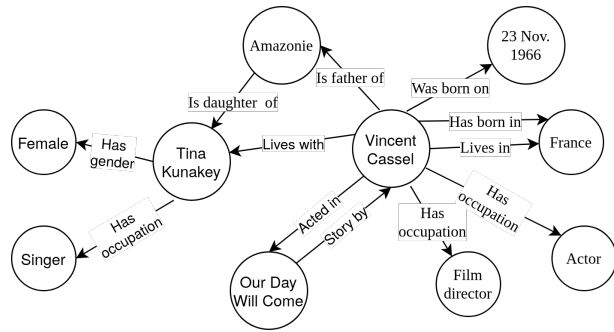 Amazonie
23 Nov.
1966
Is father of
Was born on
Is daughter  of
Has born in
Female
Has
gender
Tina
Kunakey
Lives with
Vincent
Cassel
Lives in
France
Has
occupation
Acted in
Story by
Has
occupation
Has
occupation
Singer
Our Day
Will Come
Film
director
Actor